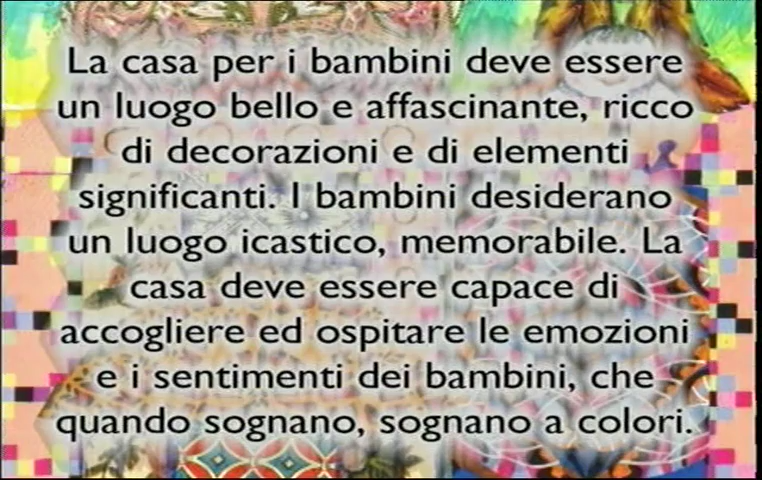 La casa per i bambini deve essere
un luogo bello e affascinante, ricco
di decorazioni e di elementi
significanti. I bambini desiderano
un luogo icastico, memorabile. La
casa deve essere capace di
accogliere ed ospitare le emozioni
e i sentimenti dei bambini, che
quando sognano, sognano a colori.